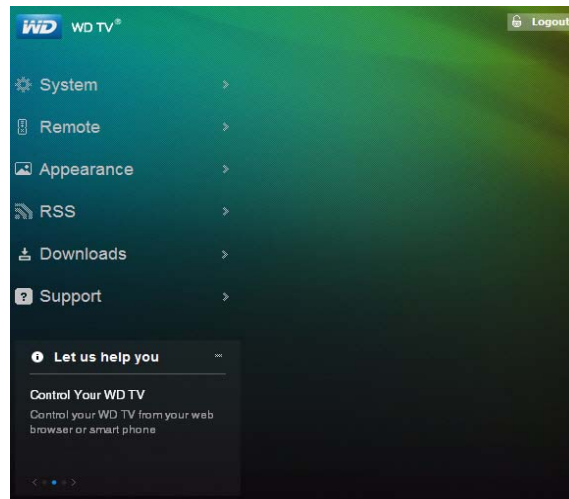 WD WD TV®
Logout
System
Remote
Appearance
RSS
Downloads
Support
Let us help you
Control Your WD TV
Control your WD TV from your web
browser or smart phone